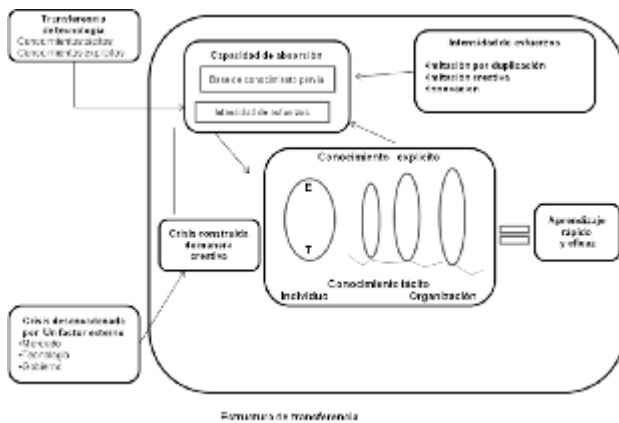 Transferencia
de tecnología
Conocimientos tácitos
Conocimientos explícitos
Capacidad de absorción
Base de conocimiento previa
Intensidad de esfuerzos
Intensidad de esfuerzos
•Imitación por duplicación
•Imitación creativa
•Innovación
Conocimiento explícito
E
T
Conocimiento tácito
Individuo Organización
Crisis construida
de manera
creativa
Aprendizaje
rápido
y eficaz
Crisis desencadenada
por Un factor externo
•Mercado
•Tecnología
•Gobierno
Estructura de transferencia